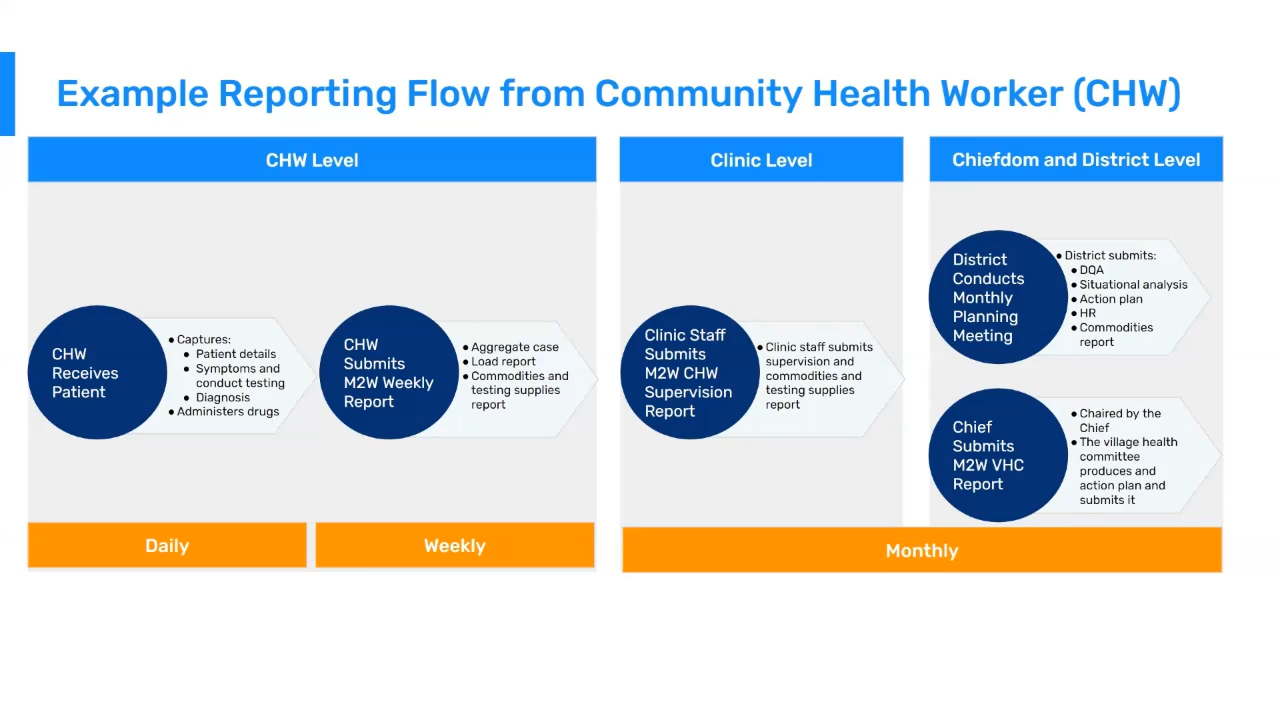 Example Reporting Flow from Community Health Worker (CHW)
CHW Level
CHW
Receives
Patient
● Captures:
● Patient details
● Symptoms and
conduct testing
● Diagnosis
● Administers drugs
CHW
Submits
M2W Weekly
Report
● Aggregate case
● Load report
● Commodities and
testing supplies
report
Daily
Weekly
Clinic Level
Clinic Staff
Submits
M2W CHW
Supervision
Report
● Clinic staff submits
supervision and
commodities and
testing supplies
report
Chiefdom and District Level
District
Conducts
Monthly
Planning
Meeting
● District submits:
● DQA
● Situational analysis
● Action plan
● HR
● Commodities
report
Chief
Submits
M2W VHC
Report
● Chaired by the
Chief
● The village health
committee
produces and
action plan and
submits it
Monthly